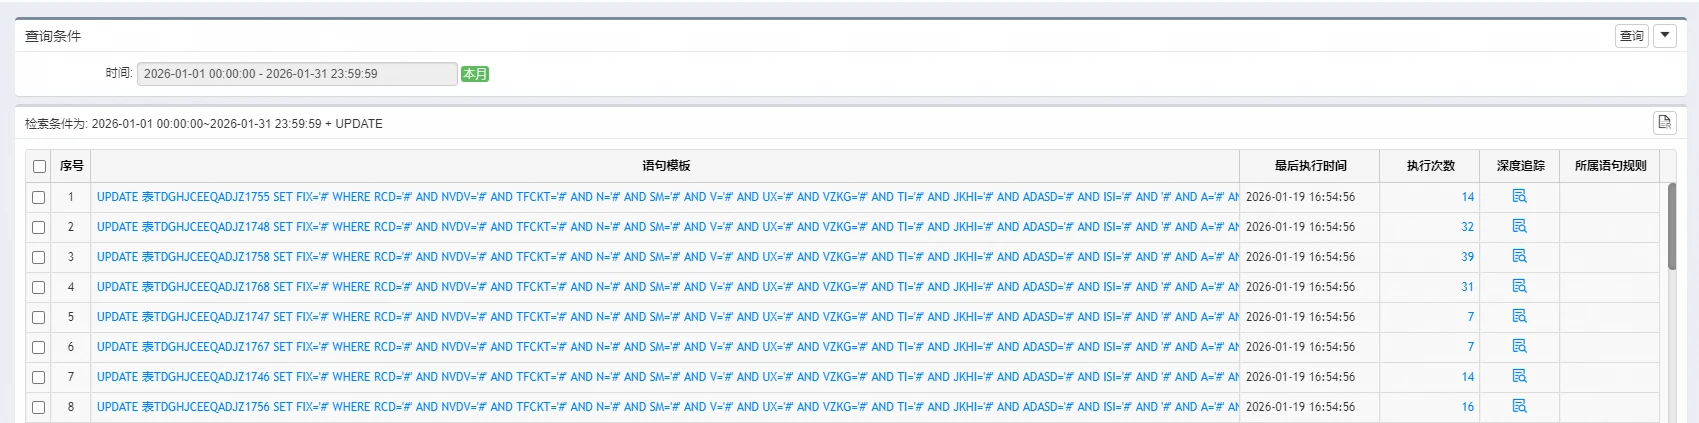 查询条件
查询
时间: 2026-01-01 00:00:00 - 2026-01-31 23:59:59 本月
检索条件为: 2026-01-01 00:00:00~2026-01-31 23:59:59 + UPDATE
序号 语句模板 最后执行时间 执行次数 深度追踪 所属语句规则
1 UPDATE 表TDGHJCEEQADJZ1755 SET FIX='#' WHERE RCD='#' AND NVDV='#' AND TFCKT='#' AND N='#' AND SM='#' AND V='#' AND UX='#' AND VZKG='#' AND TI='#' AND JKHI='#' AND ADASD='#' AND ISI='#' AND '#' AND A='#' AN 2026-01-19 16:54:56 14
2 UPDATE 表TDGHJCEEQADJZ1748 SET FIX='#' WHERE RCD='#' AND NVDV='#' AND TFCKT='#' AND N='#' AND SM='#' AND V='#' AND UX='#' AND VZKG='#' AND TI='#' AND JKHI='#' AND ADASD='#' AND ISI='#' AND '#' AND A='#' AN 2026-01-19 16:54:56 32
3 UPDATE 表TDGHJCEEQADJZ1758 SET FIX='#' WHERE RCD='#' AND NVDV='#' AND TFCKT='#' AND N='#' AND SM='#' AND V='#' AND UX='#' AND VZKG='#' AND TI='#' AND JKHI='#' AND ADASD='#' AND ISI='#' AND '#' AND A='#' AN 2026-01-19 16:54:56 39
4 UPDATE 表TDGHJCEEQADJZ1768 SET FIX='#' WHERE RCD='#' AND NVDV='#' AND TFCKT='#' AND N='#' AND SM='#' AND V='#' AND UX='#' AND VZKG='#' AND TI='#' AND JKHI='#' AND ADASD='#' AND ISI='#' AND '#' AND A='#' AN 2026-01-19 16:54:56 31
5 UPDATE 表TDGHJCEEQADJZ1747 SET FIX='#' WHERE RCD='#' AND NVDV='#' AND TFCKT='#' AND N='#' AND SM='#' AND V='#' AND UX='#' AND VZKG='#' AND TI='#' AND JKHI='#' AND ADASD='#' AND ISI='#' AND '#' AND A='#' AN 2026-01-19 16:54:56 7
6 UPDATE 表TDGHJCEEQADJZ1767 SET FIX='#' WHERE RCD='#' AND NVDV='#' AND TFCKT='#' AND N='#' AND SM='#' AND V='#' AND UX='#' AND VZKG='#' AND TI='#' AND JKHI='#' AND ADASD='#' AND ISI='#' AND '#' AND A='#' AN 2026-01-19 16:54:56 7
7 UPDATE 表TDGHJCEEQADJZ1746 SET FIX='#' WHERE RCD='#' AND NVDV='#' AND TFCKT='#' AND N='#' AND SM='#' AND V='#' AND UX='#' AND VZKG='#' AND TI='#' AND JKHI='#' AND ADASD='#' AND ISI='#' AND '#' AND A='#' AN 2026-01-19 16:54:56 14
8 UPDATE 表TDGHJCEEQADJZ1756 SET FIX='#' WHERE RCD='#' AND NVDV='#' AND TFCKT='#' AND N='#' AND SM='#' AND V='#' AND UX='#' AND VZKG='#' AND TI='#' AND JKHI='#' AND ADASD='#' AND ISI='#' AND '#' AND A='#' AN 2026-01-19 16:54:56 16